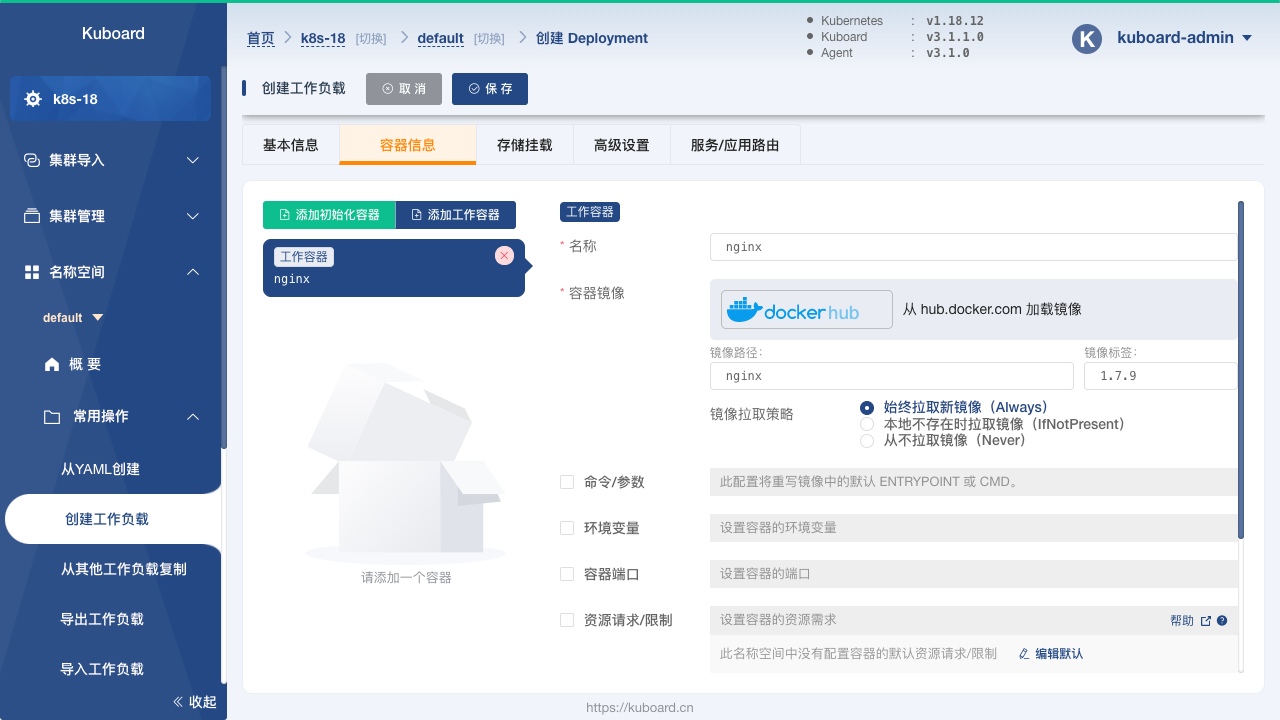 Kuboard
k8s-18
集群导入
集群管理
名称空间
default
概 要
常用操作
从YAML创建
创建工作负载
从其他工作负载复制
导出工作负载
导入工作负载
收起
首页 k8s-18 [切换] default [切换] 创建 Deployment
Kubernetes : v1.18.12
Kuboard : v3.1.1.0
Agent : v3.1.0
K kuboard-admin
创建工作负载 取 消 保 存
基本信息 容器信息 存储挂载 高级设置 服务/应用路由
添加初始化容器 添加工作容器
工作容器
nginx
请添加一个容器
工作容器
* 名称 nginx
* 容器镜像 dockerhub 从 hub.docker.com 加载镜像
镜像路径: 镜像标签:
nginx 1.7.9
镜像拉取策略 始终拉取新镜像（Always）
本地不存在时拉取镜像（IfNotPresent）
从不拉取镜像（Never）
命令/参数 此配置将重写镜像中的默认 ENTRYPOINT 或 CMD。
环境变量 设置容器的环境变量
容器端口 设置容器的端口
资源请求/限制 设置容器的资源需求 帮助
此名称空间中没有配置容器的默认资源请求/限制 编辑默认
https://kuboard.cn